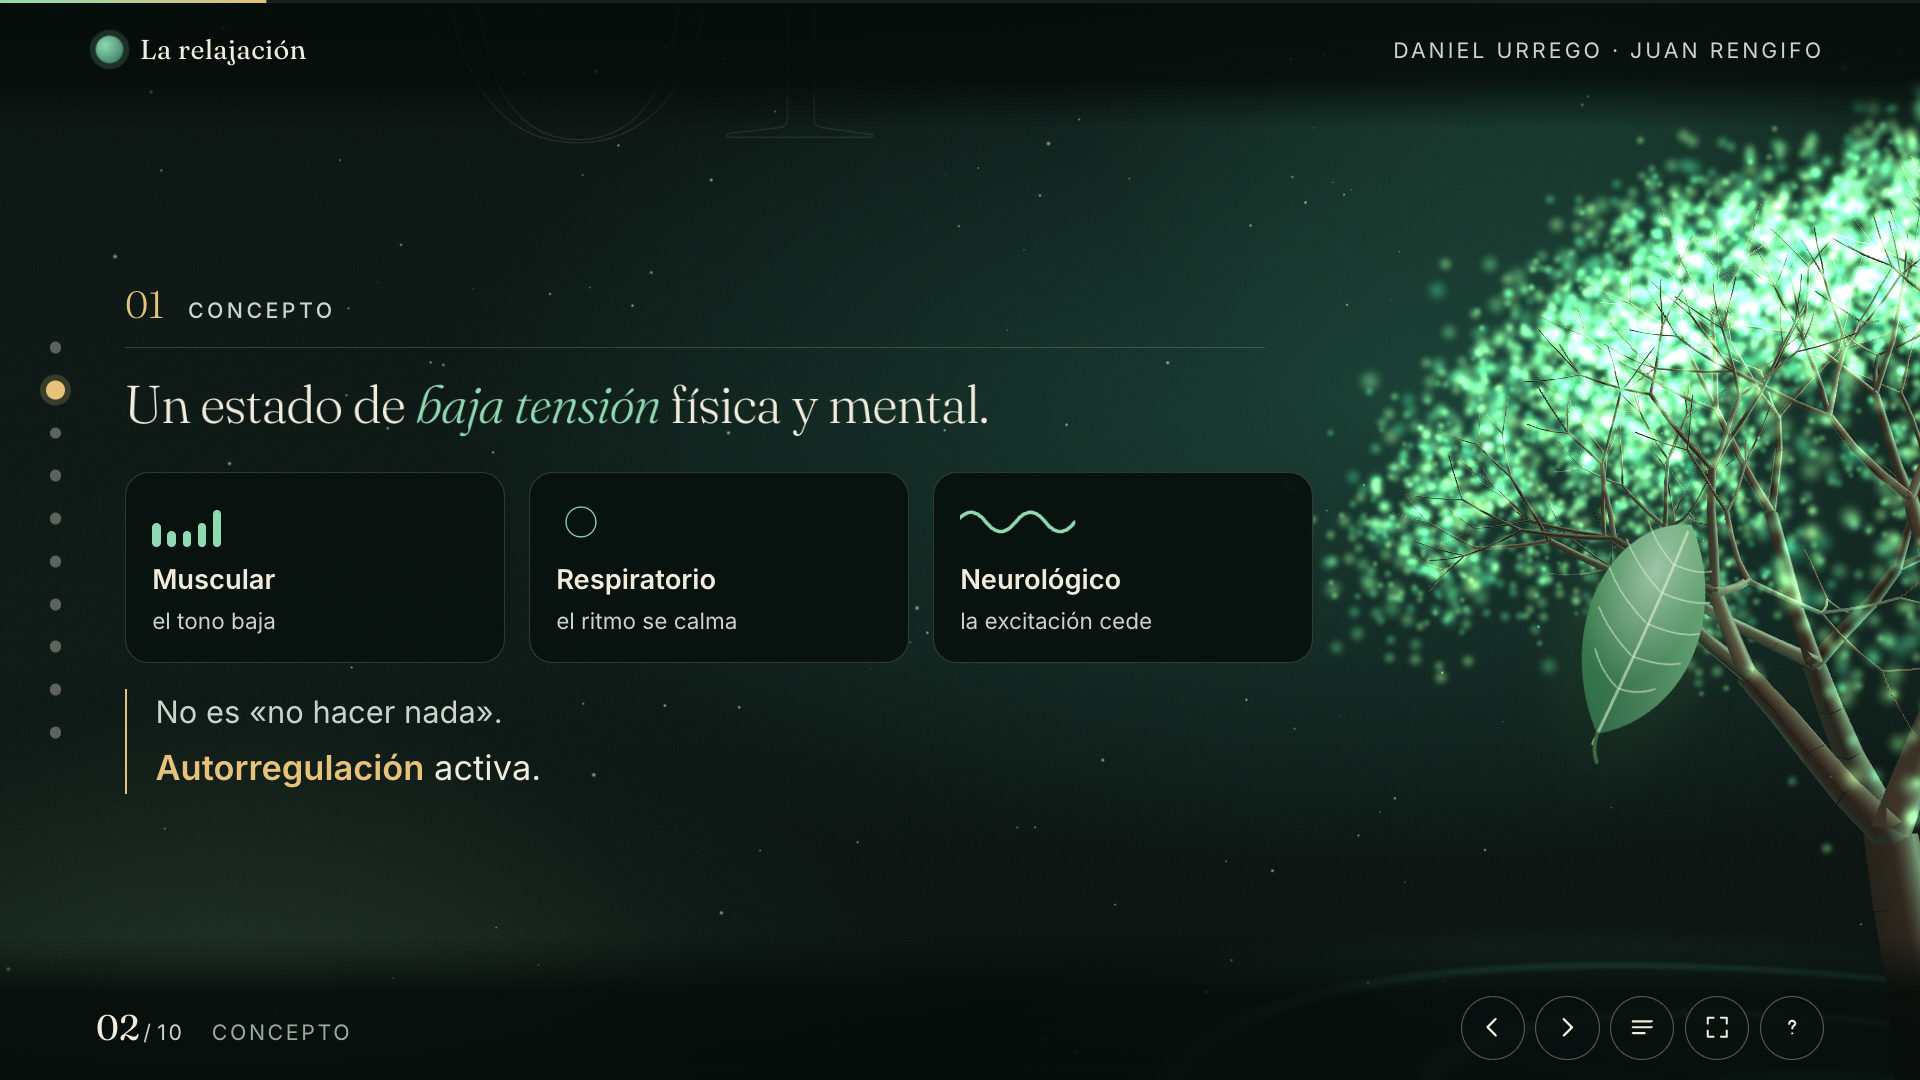 La relajación
DANIEL URREGO · JUAN RENGIFO
01
01 CONCEPTO
Un estado de baja tensión física y mental.
Muscular
el tono baja
Respiratorio
el ritmo se calma
Neurológico
la excitación cede
No es «no hacer nada».
Autorregulación activa.
02 / 10 CONCEPTO
?